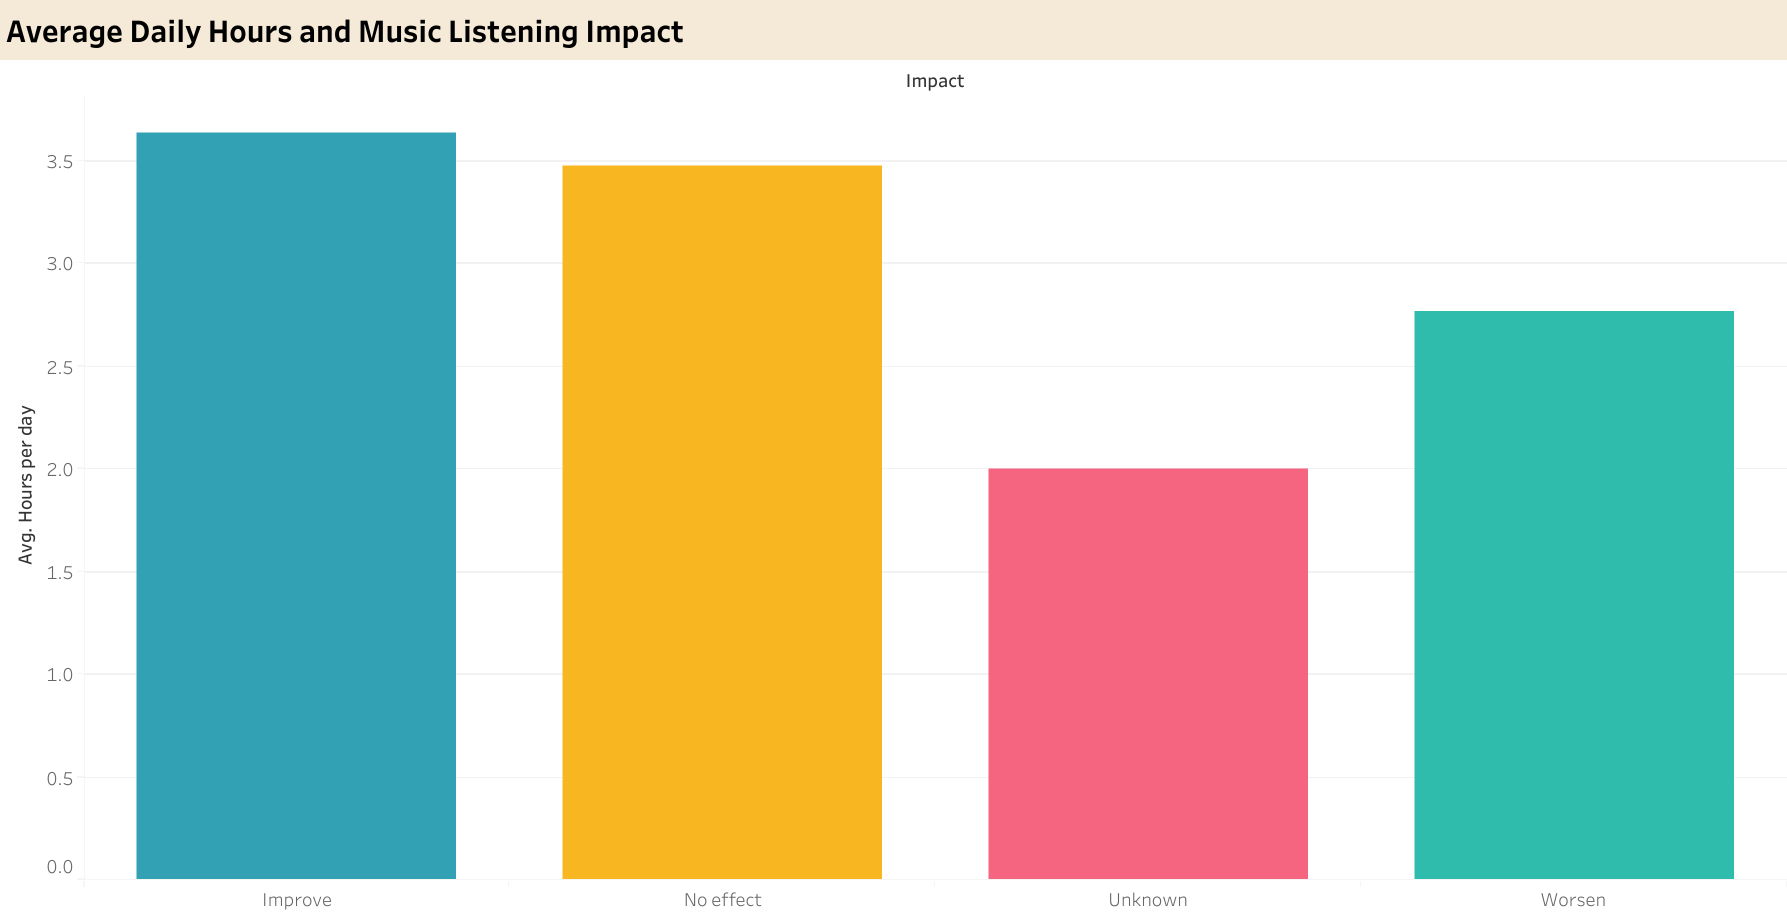 Average Daily Hours and Music Listening Impact
Impact
3.5
3.0
2.5
2.0
1.5
1.0
0.5
0.0
Avg. Hours per day
Improve
No effect
Unknown
Worsen